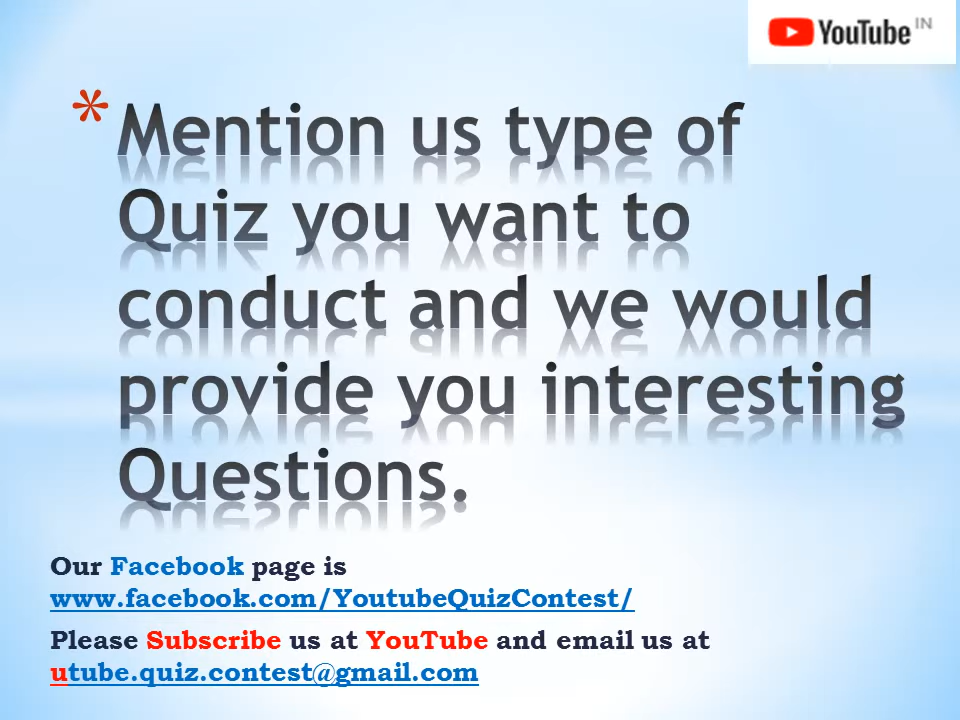 YouTube IN
* Mention us type of
Quiz you want to
conduct and we would
provide you interesting
Questions.
Our Facebook page is
www.facebook.com/YoutubeQuizContest/
Please Subscribe us at YouTube and email us at
utube.quiz.contest@gmail.com